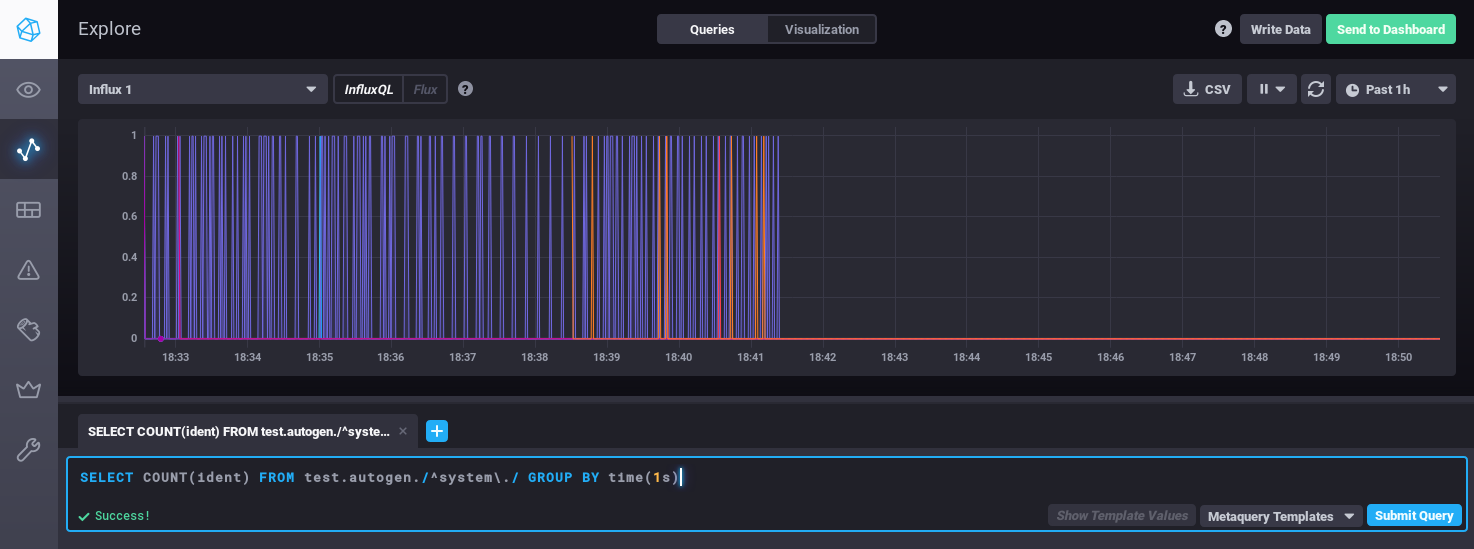 Explore
Queries Visualization
? Write Data Send to Dashboard
Influx 1 InfluxQL Flux ? CSV Past 1h
1
0.8
0.6
0.4
0.2
0
18:33 18:34 18:35 18:36 18:37 18:38 18:39 18:40 18:41 18:42 18:43 18:44 18:45 18:46 18:47 18:48 18:49 18:50
SELECT COUNT(ident) FROM test.autogen./^syste... × +
SELECT COUNT(ident) FROM test.autogen./^system\./ GROUP BY time(1s)
Success! Show Template Values Metaquery Templates Submit Query